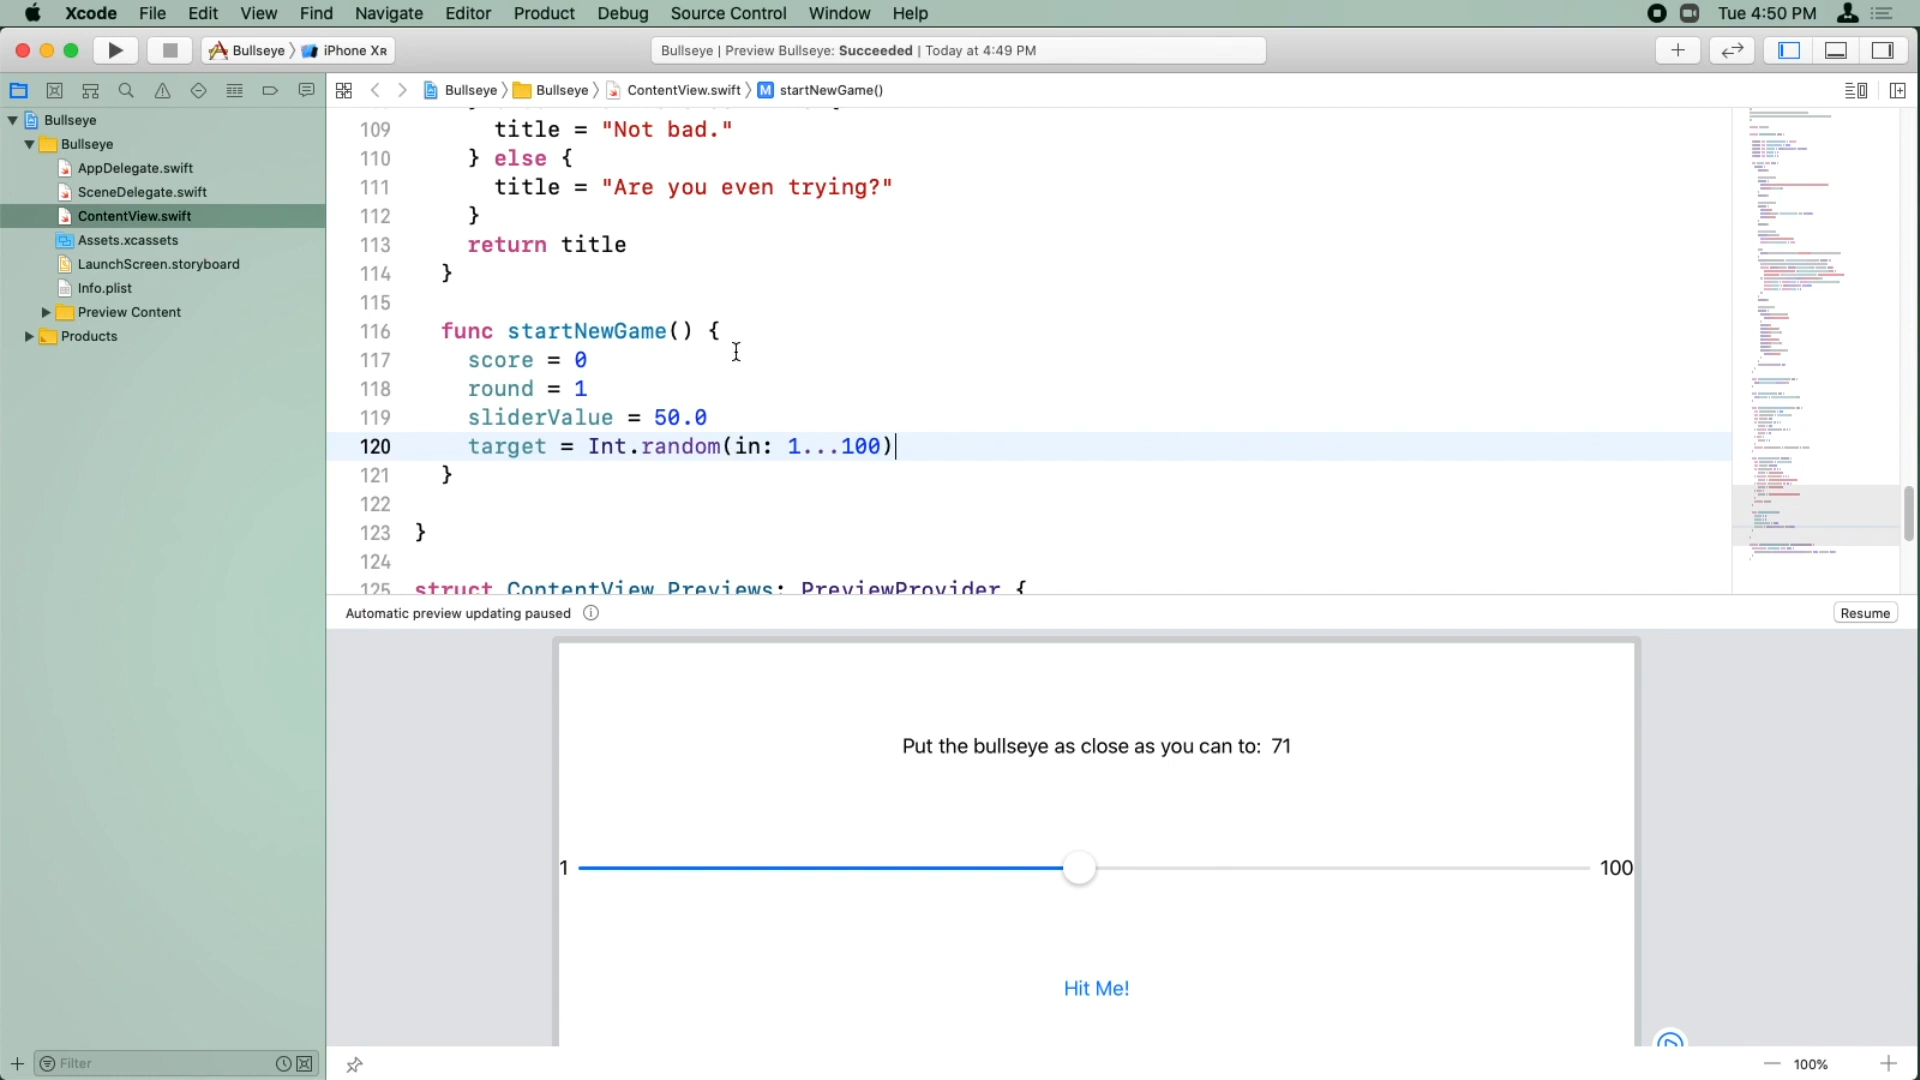 Xcode File Edit View Find Navigate Editor Product Debug Source Control Window Help Tue 4:50 PM
Bullseye iPhone XR Bullseye | Preview Bullseye: Succeeded | Today at 4:49 PM
Bullseye Bullseye ContentView.swift M startNewGame()
Bullseye
Bullseye
AppDelegate.swift
SceneDelegate.swift
ContentView.swift
Assets.xcassets
LaunchScreen.storyboard
Info.plist
Preview Content
Products
109 title = "Not bad."
110 } else {
111 title = "Are you even trying?"
112 }
113 return title
114 }
115
116 func startNewGame() {
117 score = 0
118 round = 1
119 sliderValue = 50.0
120 target = Int.random(in: 1...100)
121 }
122
123 }
124
125 struct ContentView_Previews: PreviewProvider {
Automatic preview updating paused Resume
Put the bullseye as close as you can to: 71
1 100
Hit Me!
Filter
100%